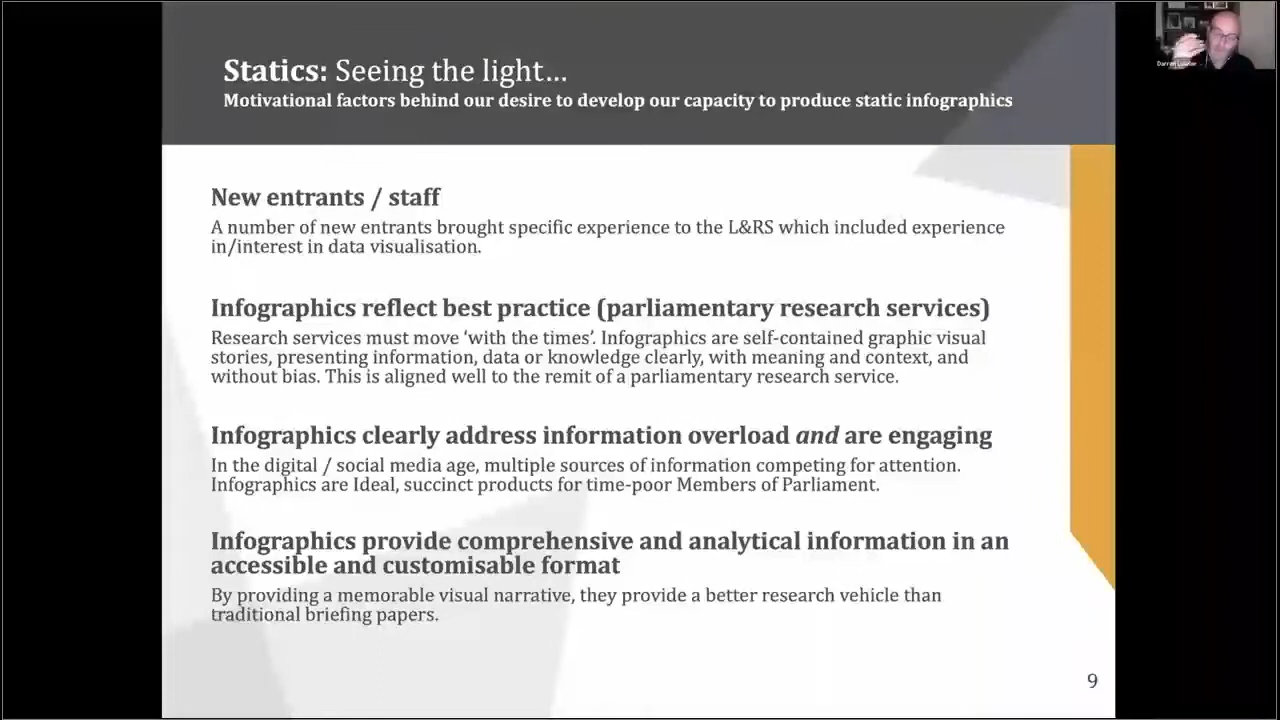 Statics: Seeing the light...
Motivational factors behind our desire to develop our capacity to produce static infographics
New entrants / staff
A number of new entrants brought specific experience to the L&RS which included experience
in/interest in data visualisation.
Infographics reflect best practice (parliamentary research services)
Research services must move ‘with the times’. Infographics are self-contained graphic visual
stories, presenting information, data or knowledge clearly, with meaning and context, and
without bias. This is aligned well to the remit of a parliamentary research service.
Infographics clearly address information overload and are engaging
In the digital / social media age, multiple sources of information competing for attention.
Infographics are Ideal, succinct products for time-poor Members of Parliament.
Infographics provide comprehensive and analytical information in an
accessible and customisable format
By providing a memorable visual narrative, they provide a better research vehicle than
traditional briefing papers.
9
Darren